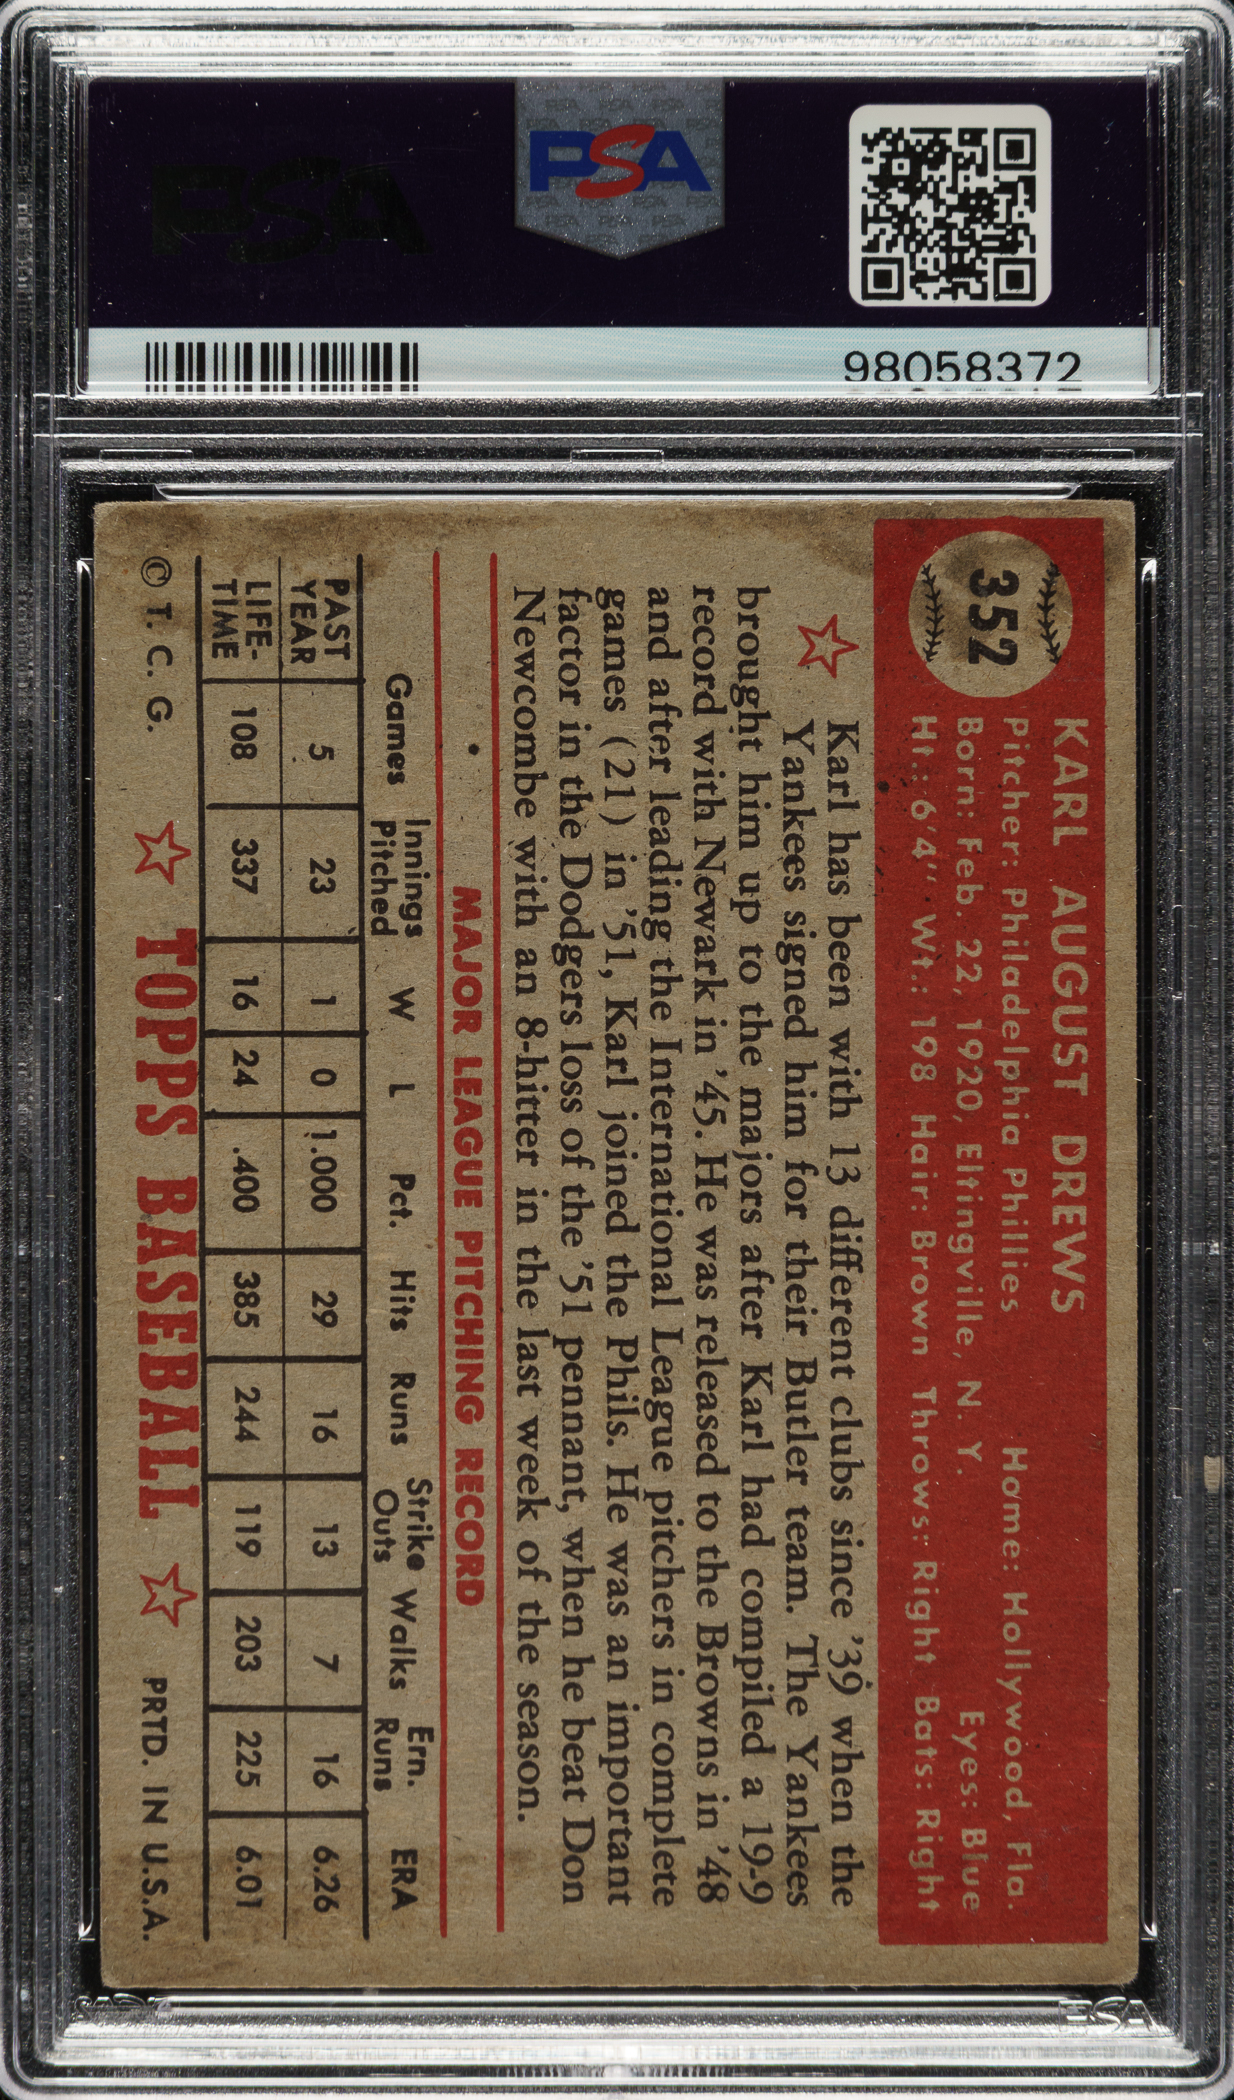 PSA
98058372
352
KARL AUGUST DREWS
Pitcher: Philadelphia Phillies Home: Hollywood, Fla.
Born: Feb. 22, 1920, Eltingville, N. Y. Eyes: Blue
Ht.: 6'4" Wt.: 198 Hair: Brown Throws: Right Bats: Right
Karl has been with 13 different clubs since '39 when the
Yankees signed him for their Butler team. The Yankees
brought him up to the majors after Karl had compiled a 19-9
record with Newark in '45. He was released to the Browns in '48
and after leading the International League pitchers in complete
games (21) in '51, Karl joined the Phils. He was an important
factor in the Dodgers loss of the '51 pennant, when he beat Don
Newcombe with an 8-hitter in the last week of the season.
MAJOR LEAGUE PITCHING RECORD
Games Innings Pitched W L Pct. Hits Runs Strike Outs Walks Ern. Runs ERA
PAST YEAR 5 23 1 0 1.000 29 16 13 7 16 6.26
LIFE-TIME 108 337 16 24 .400 385 244 119 203 225 6.01
© T. C. G. TOPPS BASEBALL PRTD. IN U.S.A.